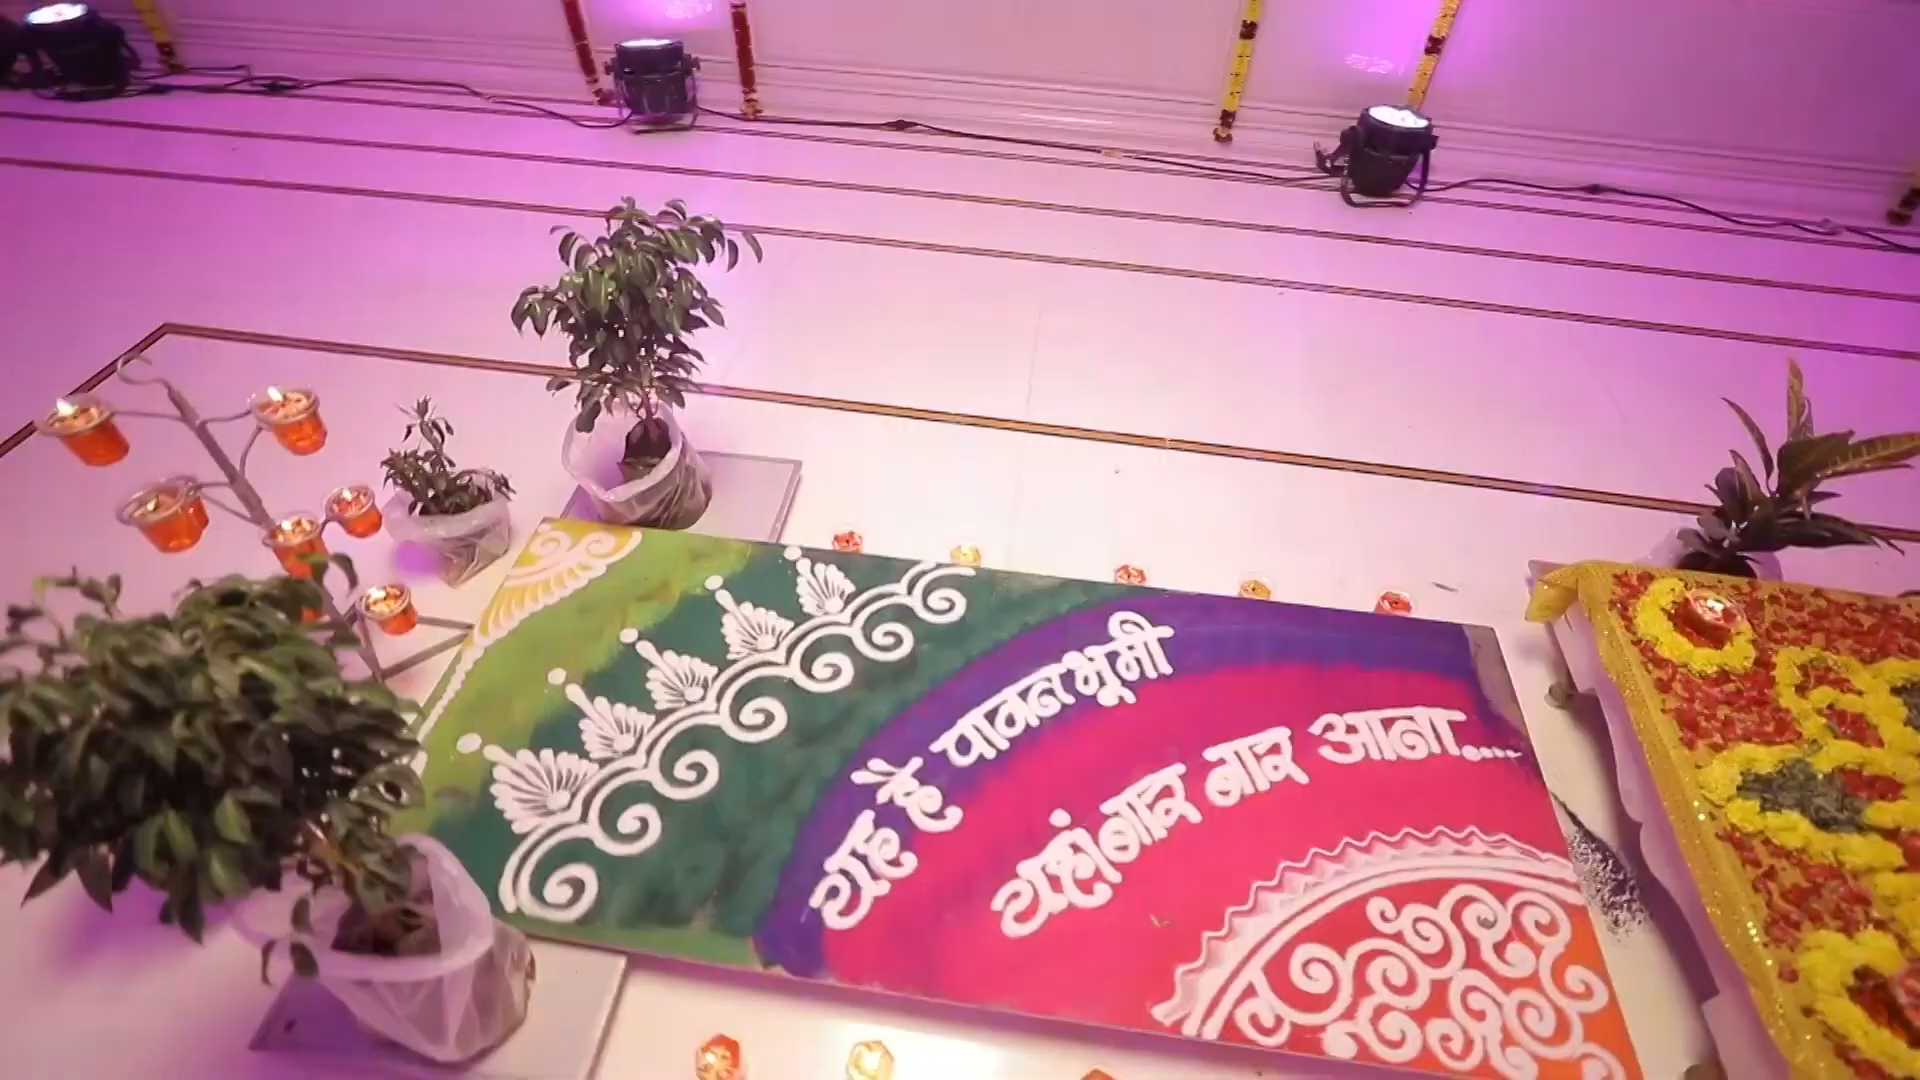 यह है पावनभूमी
यहां बार बार आना....